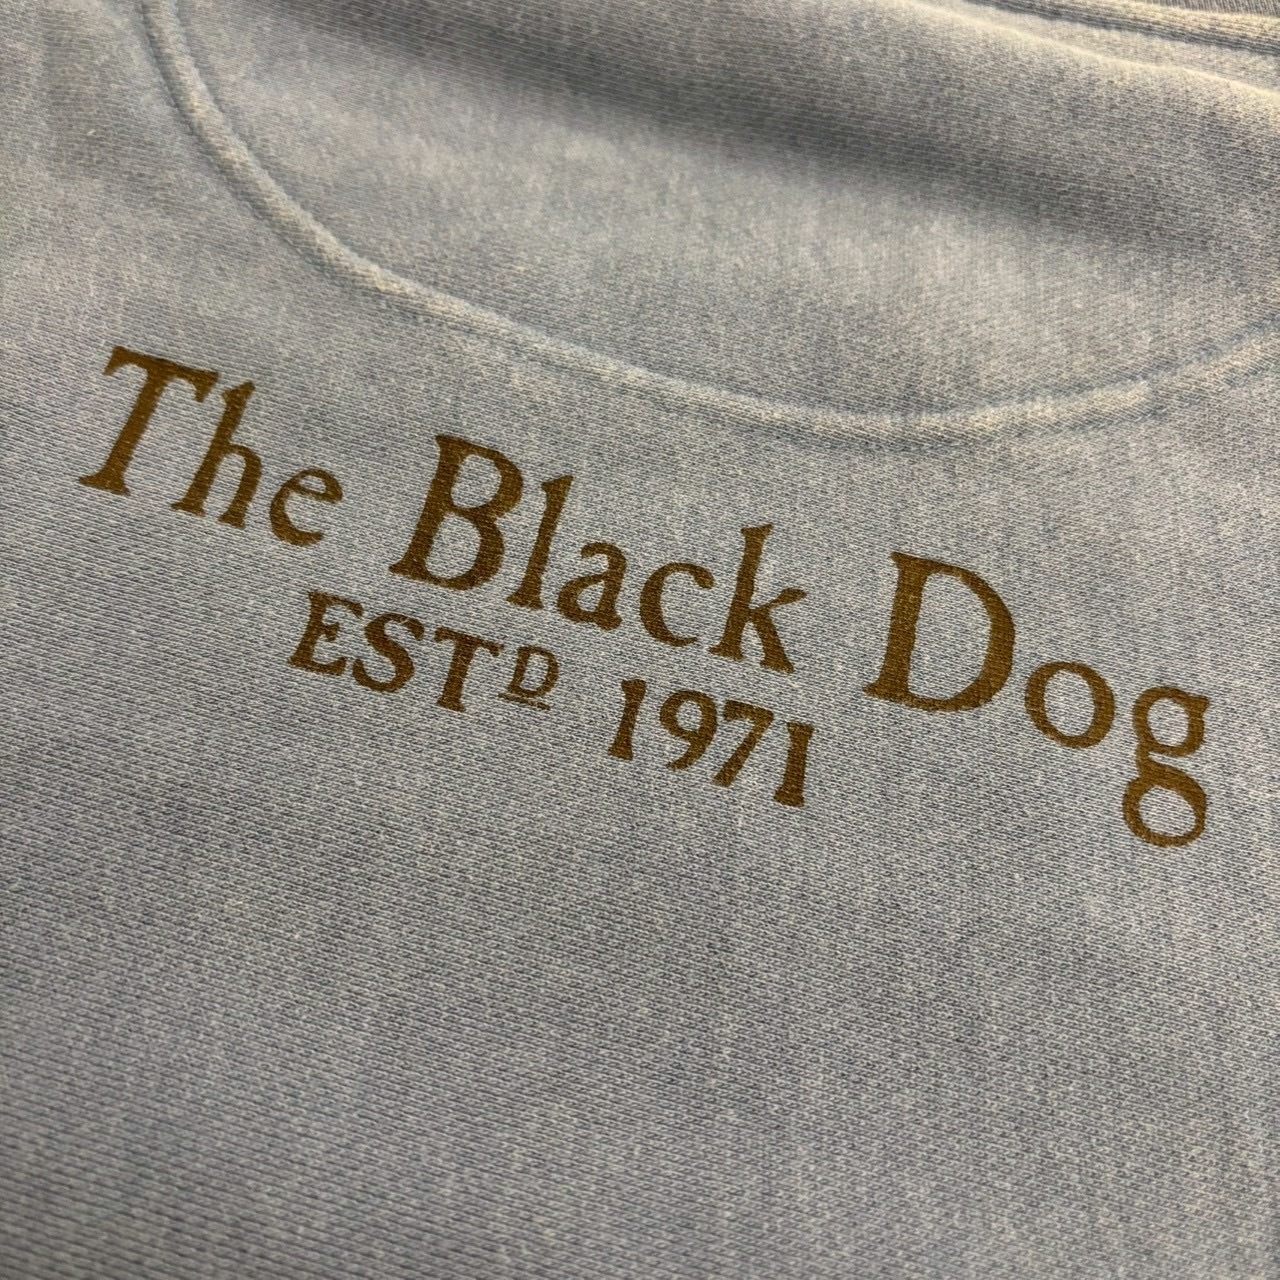 The Black Dog
ESTD 1971